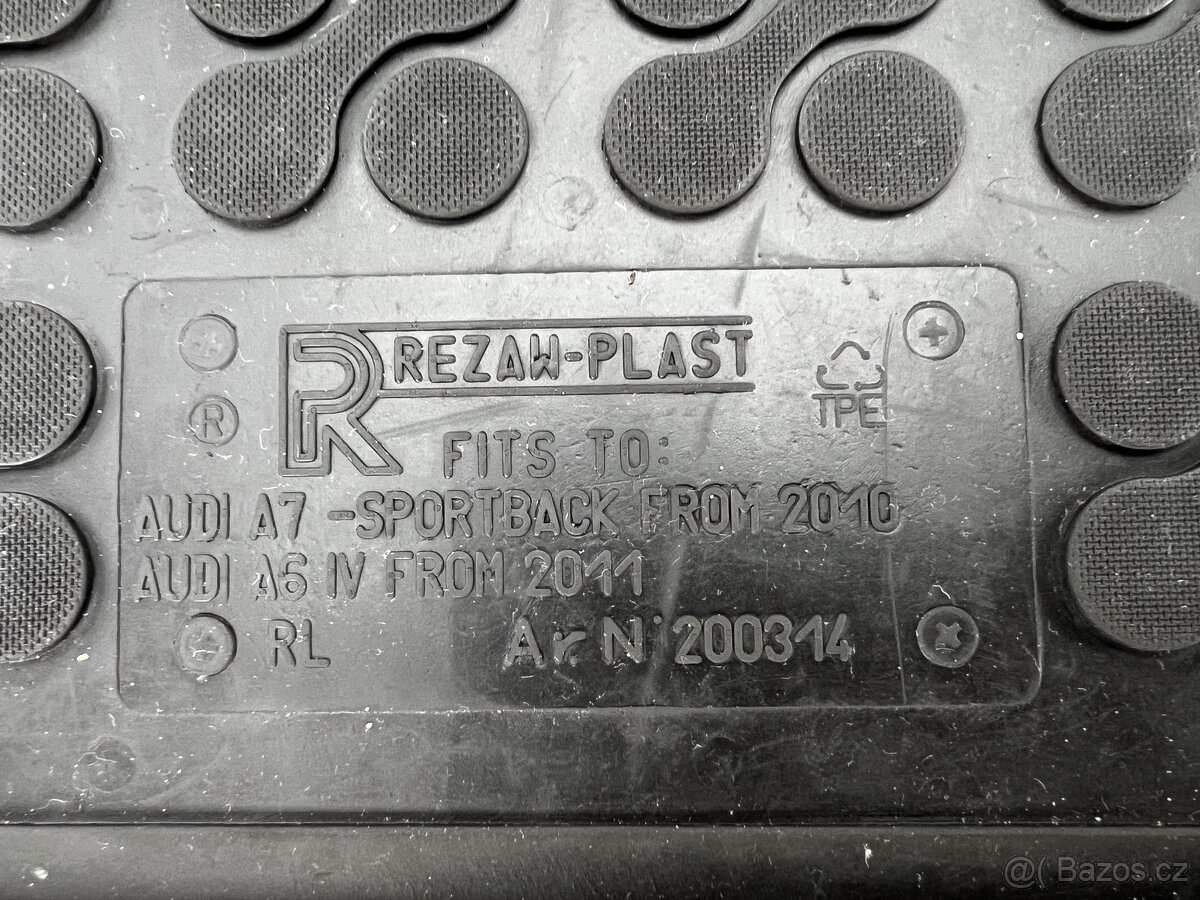 R REZAW-PLAST
TPE
®
FITS TO:
AUDI A7 -SPORTBACK FROM 2010
AUDI A6 IV FROM 2011
RL Ar N° 200314
@( Bazos.cz